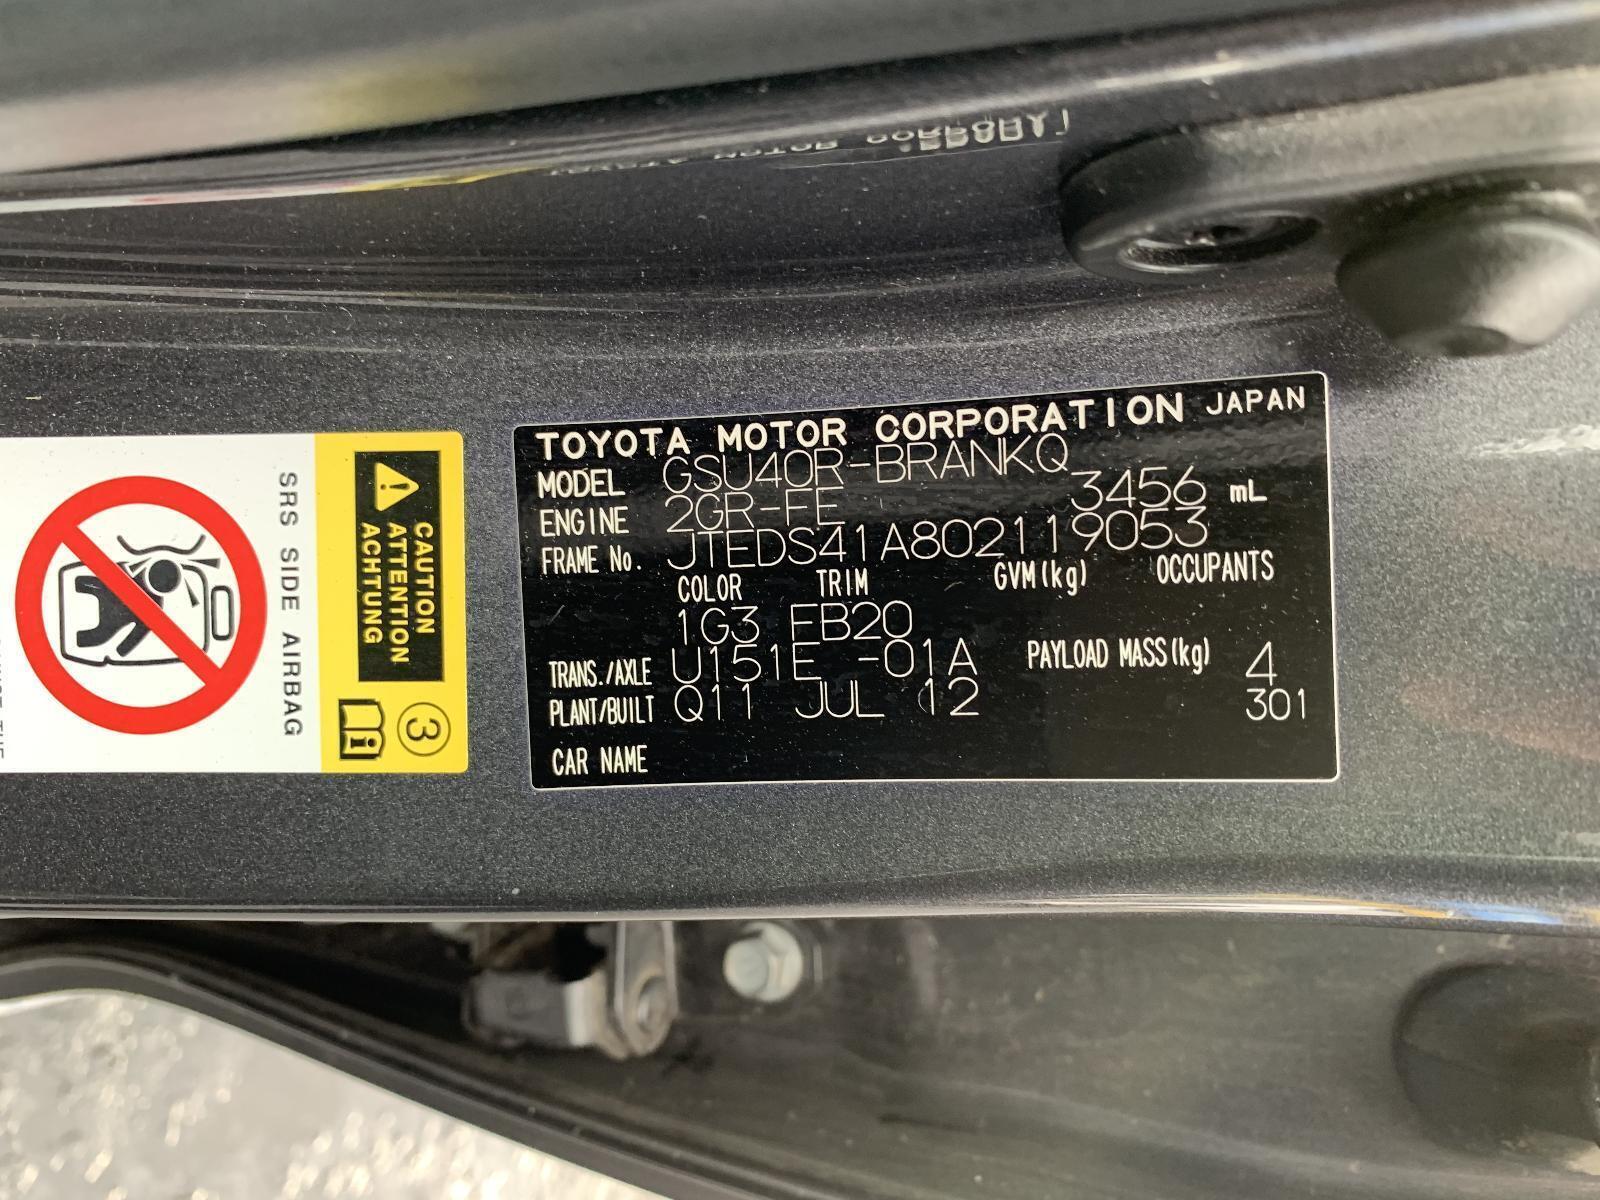 TOYOTA MOTOR CORPORATION JAPAN
MODEL GSU40R-BRANKQ
ENGINE 2GR-FE 3456 mL
FRAME No. JTEDS41A802119053
COLOR TRIM GVM(kg) OCCUPANTS
1G3 FB20
TRANS./AXLE U151E -01A PAYLOAD MASS(kg) 4
PLANT/BUILT Q11 JUL 12 301
CAR NAME
CAUTION
ATTENTION
ACHTUNG
3
SRS SIDE AIRBAG